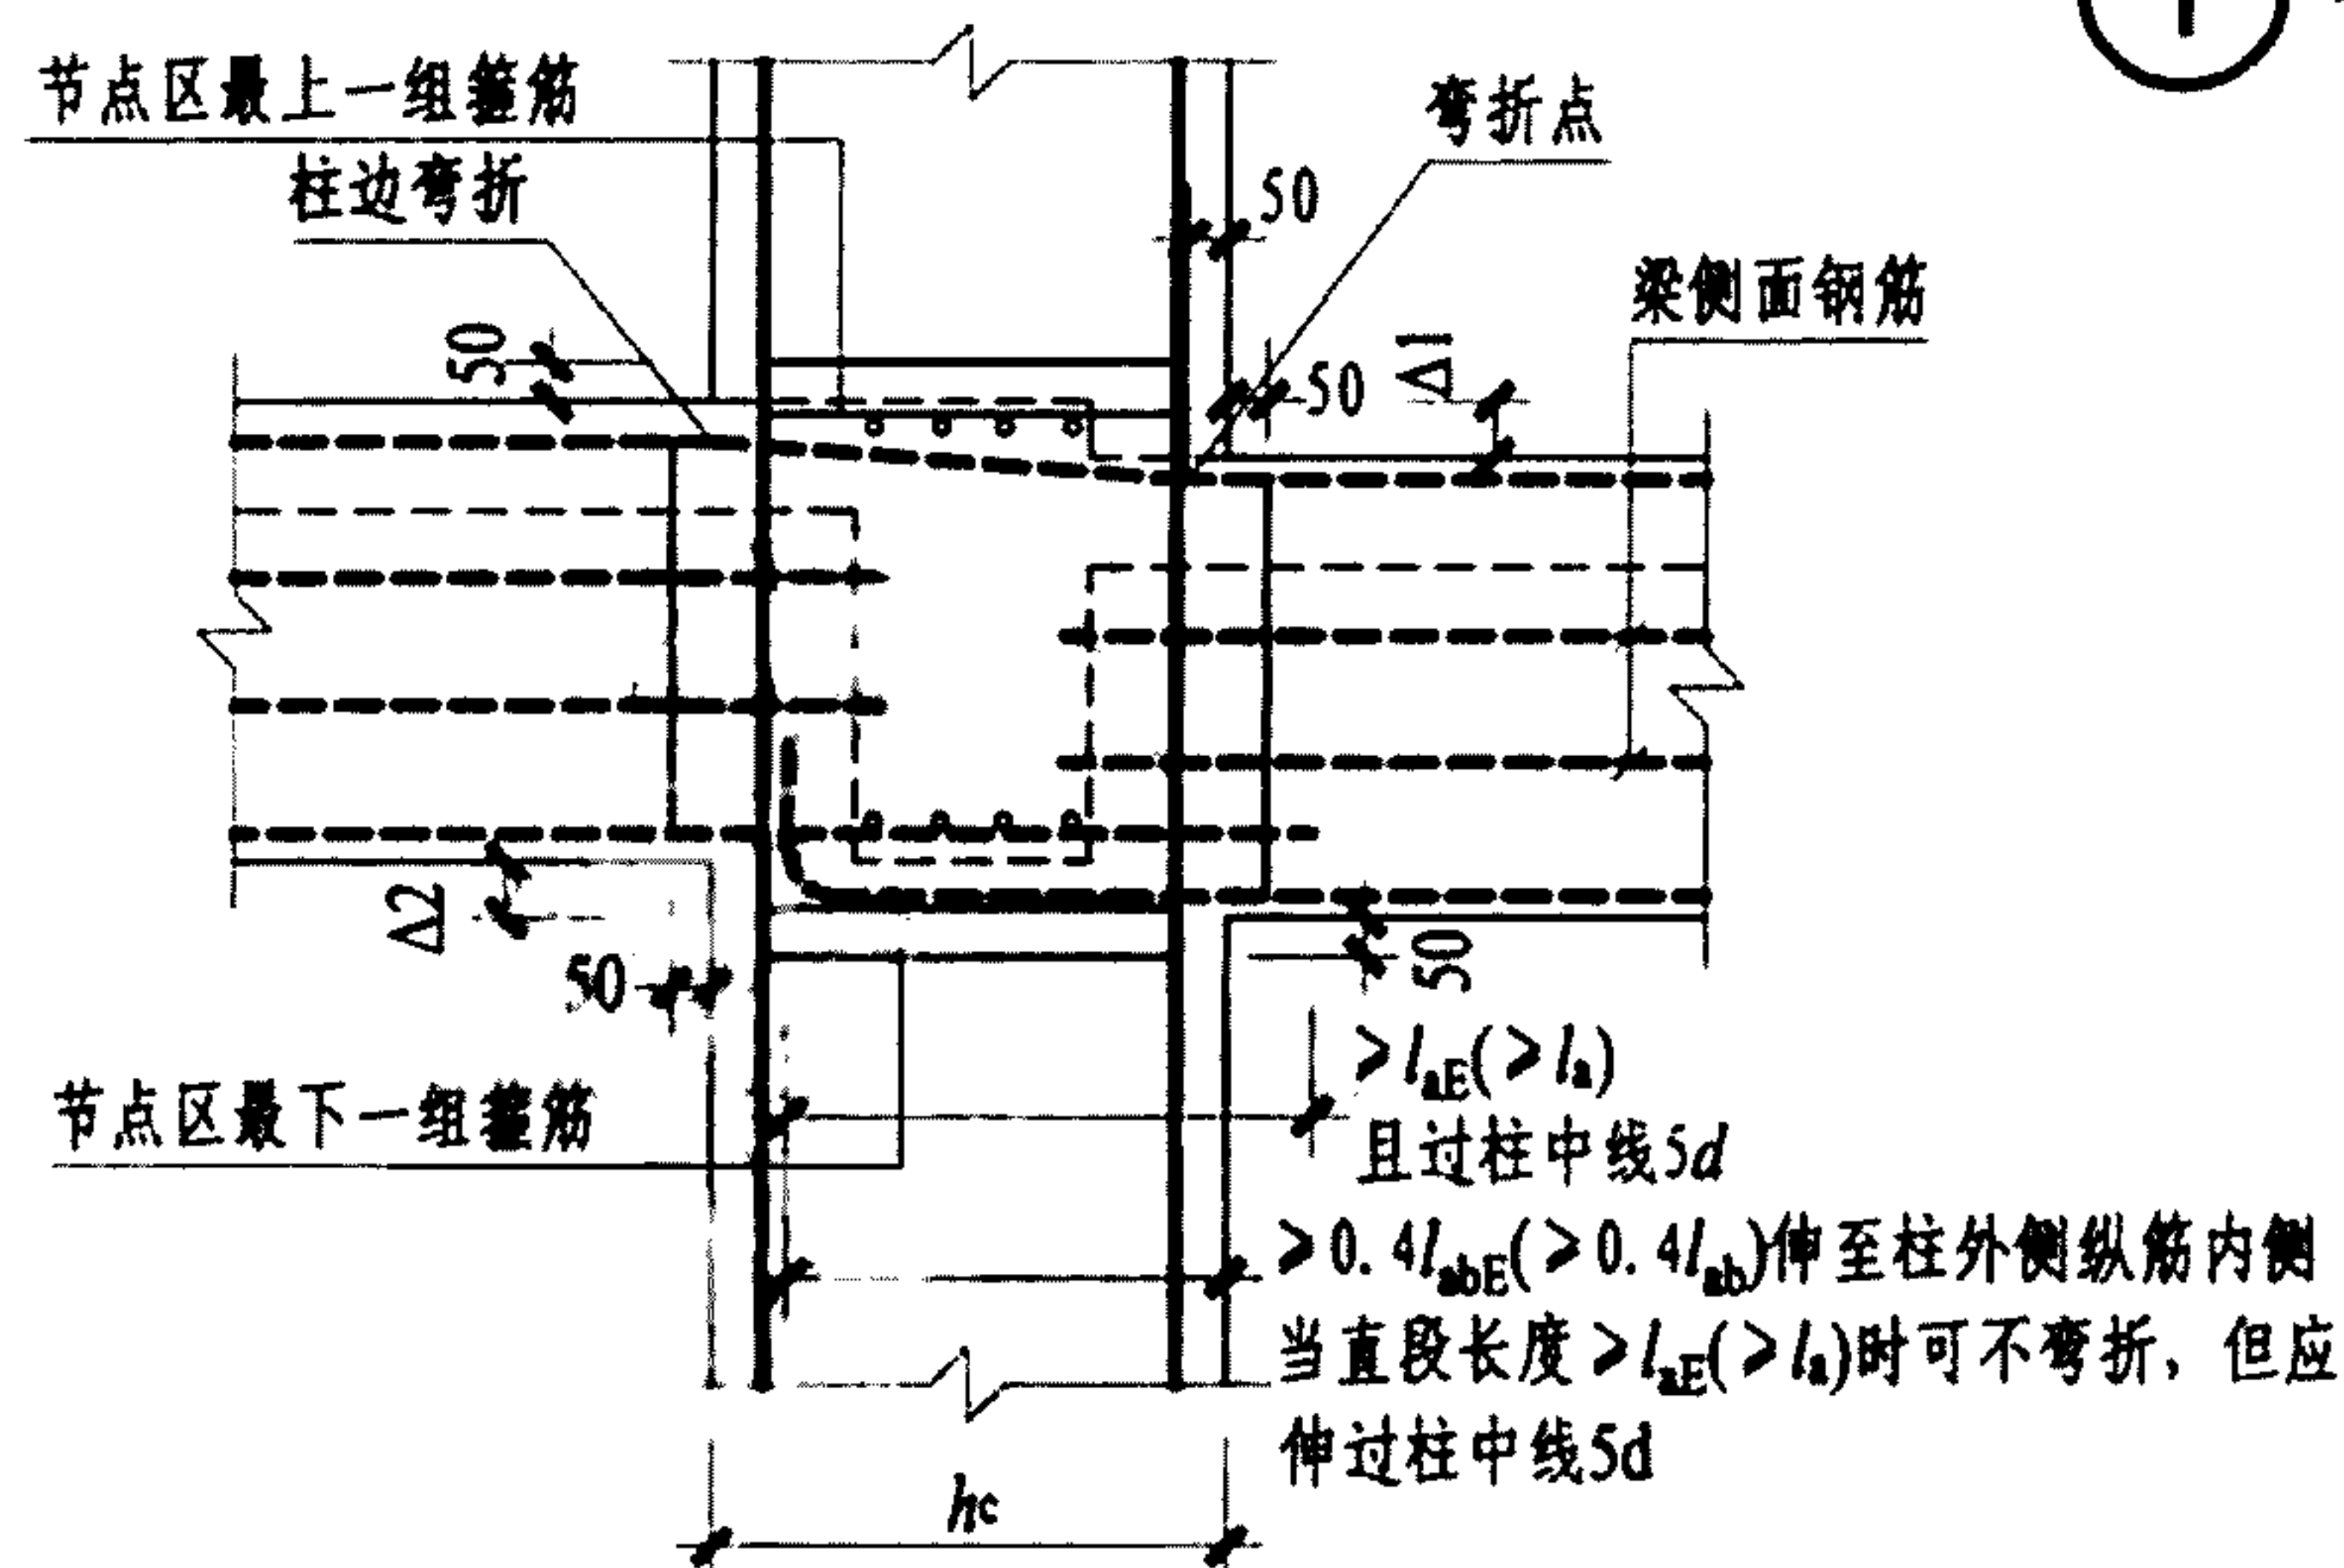 1
节点区最上一组箍筋
弯折点
柱边弯折
50
梁侧面钢筋
50
50
Δ1
Δ2
50
50
节点区最下一组箍筋
≥laE(≥la)
且过柱中线5d
≥0.4labE(≥0.4lab)伸至柱外侧纵筋内侧
当直段长度≥laE(≥la)时可不弯折，但应
伸过柱中线5d
hc